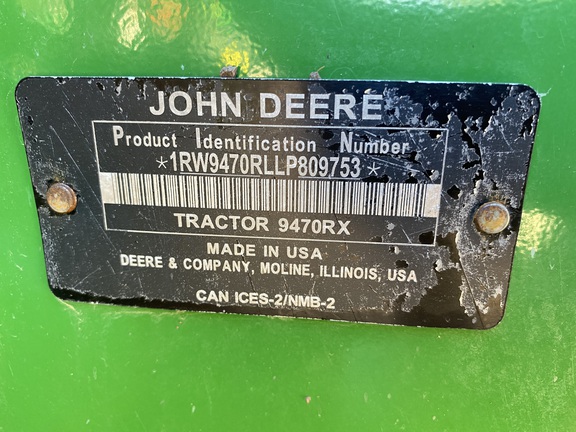 JOHN DEERE
Product Identification Number
*1RW9470RLLP809753*
TRACTOR 9470RX
MADE IN USA
DEERE & COMPANY, MOLINE, ILLINOIS, USA
CAN ICES-2/NMB-2